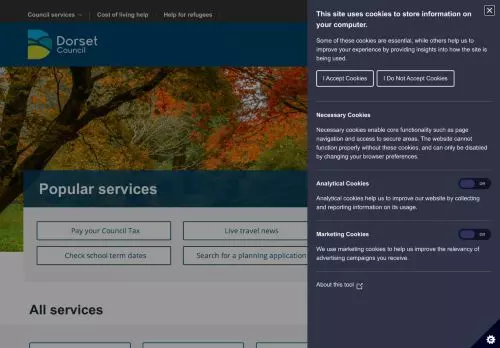 Council services
Cost of living help
Help for refugees
Dorset
Council
Popular services
Pay your Council Tax
Live travel news
Check school term dates
Search for a planning application
All services
This site uses cookies to store information on
your computer.
Some of these cookies are essential, while others help us to
improve your experience by providing insights into how the site is
being used.
I Accept Cookies
I Do Not Accept Cookies
Necessary Cookies
Necessary cookies enable core functionality such as page
navigation and access to secure areas. The website cannot
function properly without these cookies, and can only be disabled
by changing your browser preferences.
Analytical Cookies
Off
Analytical cookies help us to improve our website by collecting
and reporting information on its usage.
Marketing Cookies
Off
We use marketing cookies to help us improve the relevancy of
advertising campaigns you receive.
About this tool